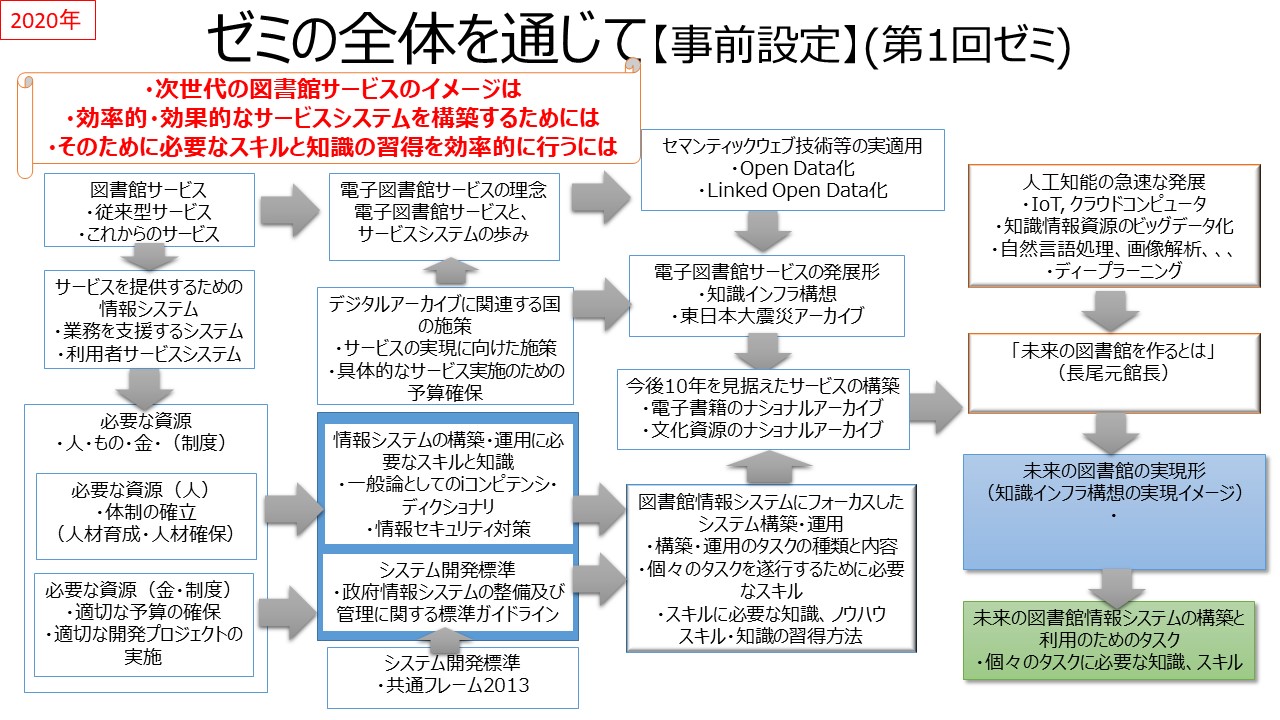 2020年
ゼミの全体を通じて【事前設定】(第1回ゼミ)
・次世代の図書館サービスのイメージは
・効率的・効果的なサービスシステムを構築するためには
・そのために必要なスキルと知識の習得を効率的に行うには
図書館サービス
・従来型サービス
・これからのサービス
サービスを提供するための
情報システム
・業務を支援するシステム
・利用者サービスシステム
必要な資源
・人・もの・金・（制度）
必要な資源（人）
・体制の確立
（人材育成・人材確保）
必要な資源（金・制度）
・適切な予算の確保
・適切な開発プロジェクトの
実施
電子図書館サービスの理念
電子図書館サービスと、
サービスシステムの歩み
デジタルアーカイブに関連する国
の施策
・サービスの実現に向けた施策
・具体的なサービス実施のための
予算確保
情報システムの構築・運用に必
要なスキルと知識
・一般論としてのiコンピテンシ・
ディクショナリ
・情報セキュリティ対策
システム開発標準
・政府情報システムの整備及び
管理に関する標準ガイドライン
システム開発標準
・共通フレーム2013
セマンティックウェブ技術等の実適用
・Open Data化
・Linked Open Data化
電子図書館サービスの発展形
・知識インフラ構想
・東日本大震災アーカイブ
今後10年を見据えたサービスの構築
・電子書籍のナショナルアーカイブ
・文化資源のナショナルアーカイブ
図書館情報システムにフォーカスした
システム構築・運用
・構築・運用のタスクの種類と内容
・個々のタスクを遂行するために必要
なスキル
・スキルに必要な知識、ノウハウ
スキル・知識の習得方法
人工知能の急速な発展
・IoT, クラウドコンピュータ
・知識情報資源のビッグデータ化
・自然言語処理、画像解析、、、
・ディープラーニング
「未来の図書館を作るとは」
（長尾元館長）
未来の図書館の実現形
（知識インフラ構想の実現イメージ）
・
未来の図書館情報システムの構築と
利用のためのタスク
・個々のタスクに必要な知識、スキル